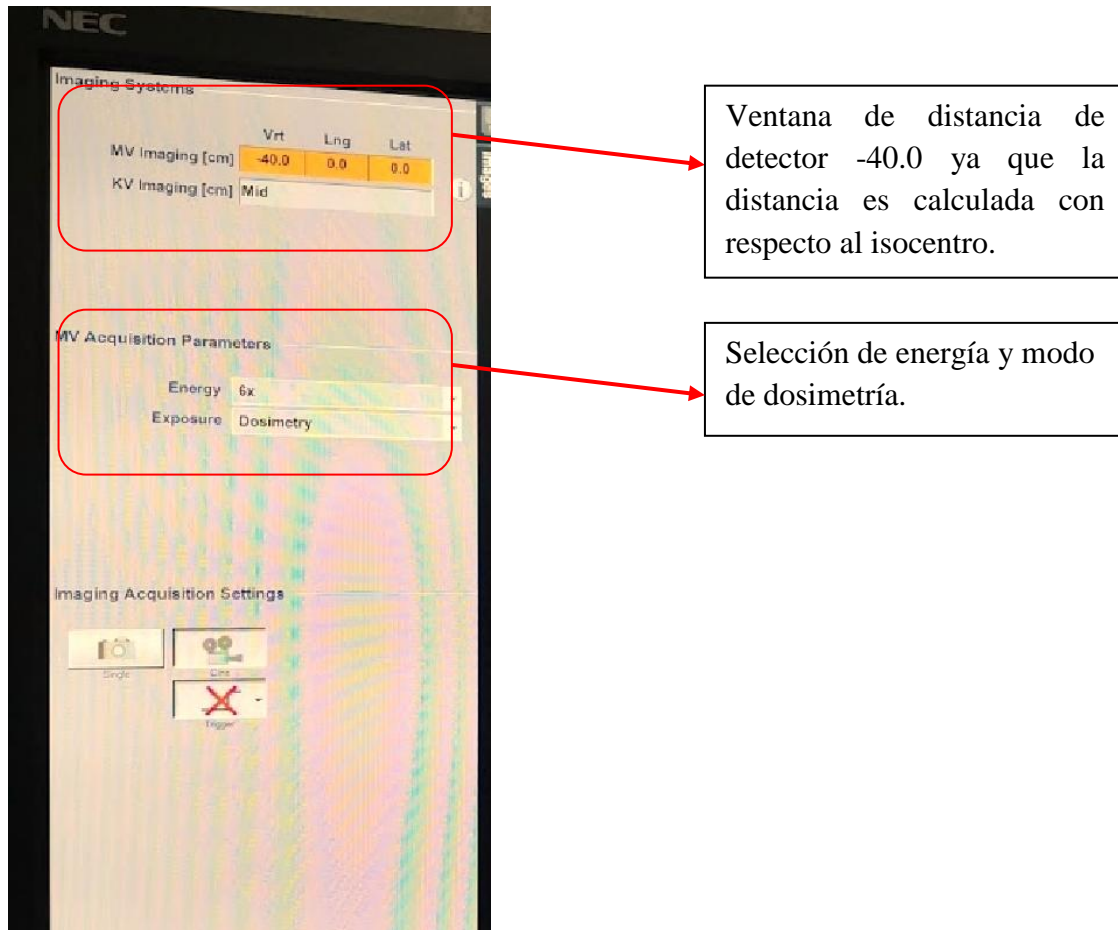 NEC
Imaging Systems
Vrt Lng Lat
MV Imaging [cm] -40.0 0.0 0.0
KV Imaging [cm] Mid
i
MV Acquisition Parameters
Energy 6x
Exposure Dosimetry
Imaging Acquisition Settings
Single
Cine
Trigger
Ventana de distancia de
detector -40.0 ya que la
distancia es calculada con
respecto al isocentro.
Selección de energía y modo
de dosimetría.